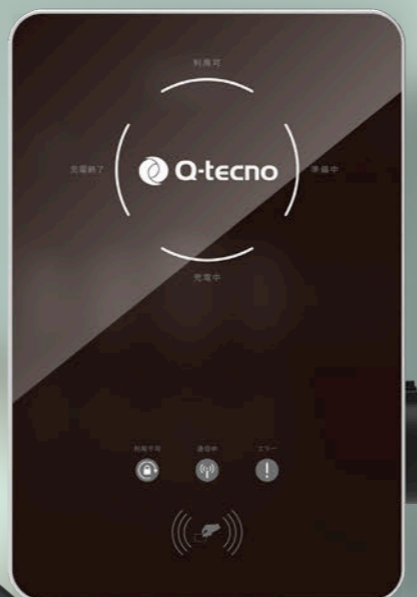 利用可
充電終了
Q-tecno
準備中
充電中
利用不可
通信中
エラー